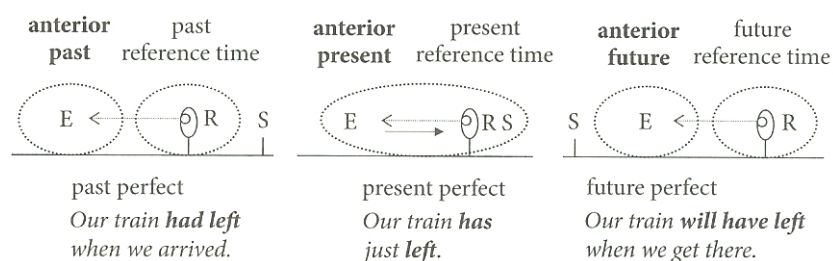 anterior past
past reference time
E R S
past perfect
Our train had left
when we arrived.
anterior present
present reference time
E R S
present perfect
Our train has
just left.
anterior future
future reference time
S E R
future perfect
Our train will have left
when we get there.